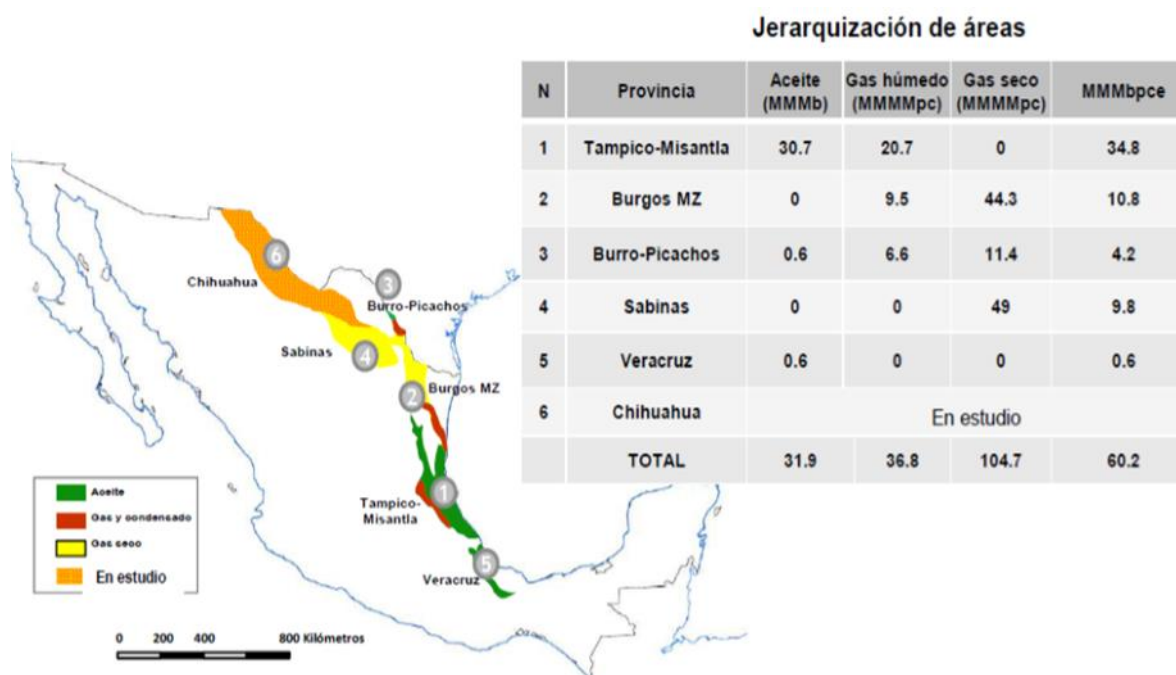 Jerarquización de áreas
N Provincia Aceite (MMMb) Gas húmedo (MMMMpc) Gas seco (MMMMpc) MMMbpce
1 Tampico-Misantla 30.7 20.7 0 34.8
2 Burgos MZ 0 9.5 44.3 10.8
3 Burro-Picachos 0.6 6.6 11.4 4.2
4 Sabinas 0 0 49 9.8
5 Veracruz 0.6 0 0 0.6
6 Chihuahua En estudio
TOTAL 31.9 36.8 104.7 60.2
6
Chihuahua
3
Burro-Picachos
Sabinas
4
Burgos MZ
2
1
Tampico-
Misantla
5
Veracruz
Aceite
Gas y condensado
Gas seco
En estudio
0 200 400 800 Kilómetros